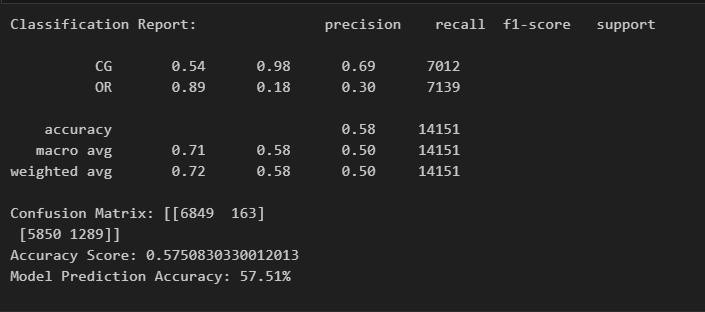 Classification Report:               precision    recall  f1-score   support

          CG       0.54      0.98      0.69      7012
          OR       0.89      0.18      0.30      7139

    accuracy                           0.58     14151
   macro avg       0.71      0.58      0.50     14151
weighted avg       0.72      0.58      0.50     14151

Confusion Matrix: [[6849  163]
 [5850 1289]]
Accuracy Score: 0.5750830330012013
Model Prediction Accuracy: 57.51%